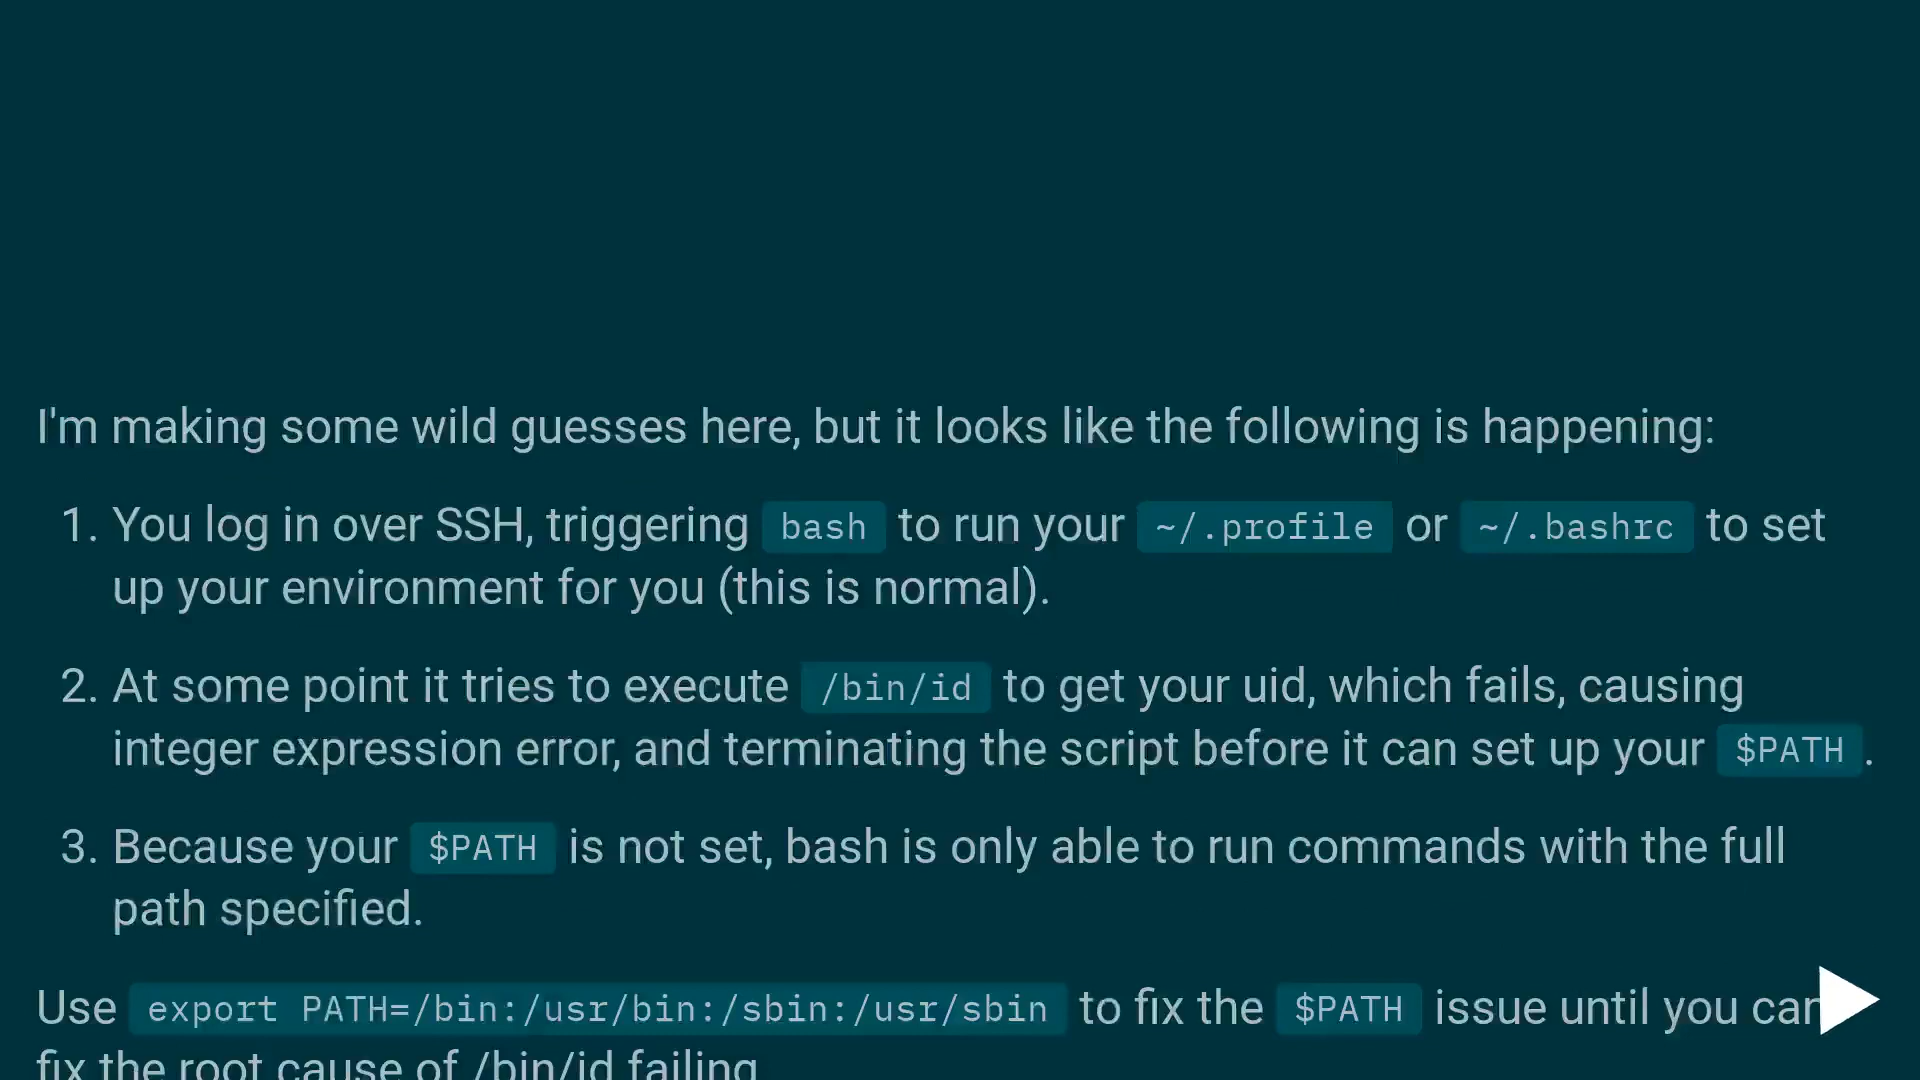 I'm making some wild guesses here, but it looks like the following is happening:
1. You log in over SSH, triggering bash to run your ~/.profile or ~/.bashrc to set
up your environment for you (this is normal).
2. At some point it tries to execute /bin/id to get your uid, which fails, causing
integer expression error, and terminating the script before it can set up your $PATH.
3. Because your $PATH is not set, bash is only able to run commands with the full
path specified.
Use export PATH=/bin:/usr/bin:/sbin:/usr/sbin to fix the $PATH issue until you can
fix the root cause of /bin/id failing